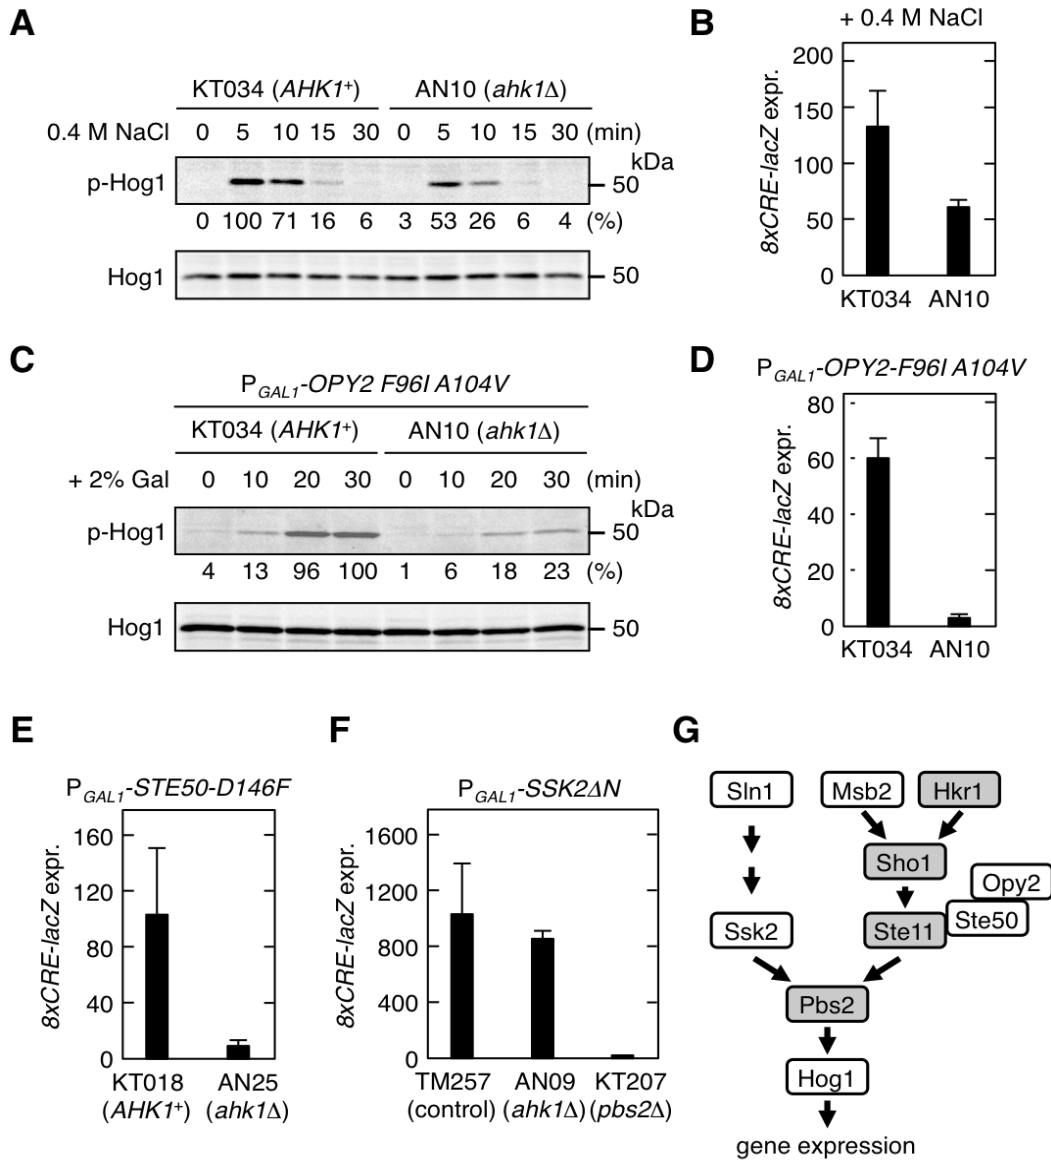 A
KT034 (AHK1+) AN10 (ahk1Δ)
0.4 M NaCl 0 5 10 15 30 0 5 10 15 30 (min)
kDa
p-Hog1 50
0 100 71 16 6 3 53 26 6 4 (%)
Hog1 50
B
+ 0.4 M NaCl
8xCRE-lacZ expr.
200
150
100
50
0
KT034 AN10
C
PGAL1-OPY2 F96I A104V
KT034 (AHK1+) AN10 (ahk1Δ)
+ 2% Gal 0 10 20 30 0 10 20 30 (min)
kDa
p-Hog1 50
4 13 96 100 1 6 18 23 (%)
Hog1 50
D
PGAL1-OPY2-F96I A104V
8xCRE-lacZ expr.
80
60
40
20
0
KT034 AN10
E
PGAL1-STE50-D146F
8xCRE-lacZ expr.
160
120
80
40
0
KT018 AN25
(AHK1+) (ahk1Δ)
F
PGAL1-SSK2ΔN
8xCRE-lacZ expr.
1600
1200
800
400
0
TM257 AN09 KT207
(control) (ahk1Δ) (pbs2Δ)
G
Sln1 Msb2 Hkr1
Sho1
Opy2
Ssk2 Ste11 Ste50
Pbs2
Hog1
gene expression